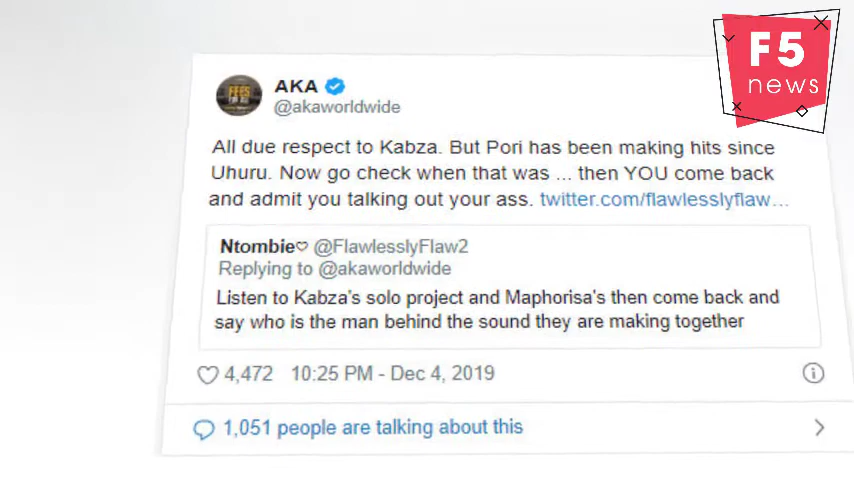 F5
news
AKA
@akaworldwide
All due respect to Kabza. But Pori has been making hits since
Uhuru. Now go check when that was ... then YOU come back
and admit you talking out your ass. twitter.com/flawlesslyflaw...
Ntombie♡ @FlawlesslyFlaw2
Replying to @akaworldwide
Listen to Kabza's solo project and Maphorisa's then come back and
say who is the man behind the sound they are making together
4,472 10:25 PM - Dec 4, 2019
1,051 people are talking about this